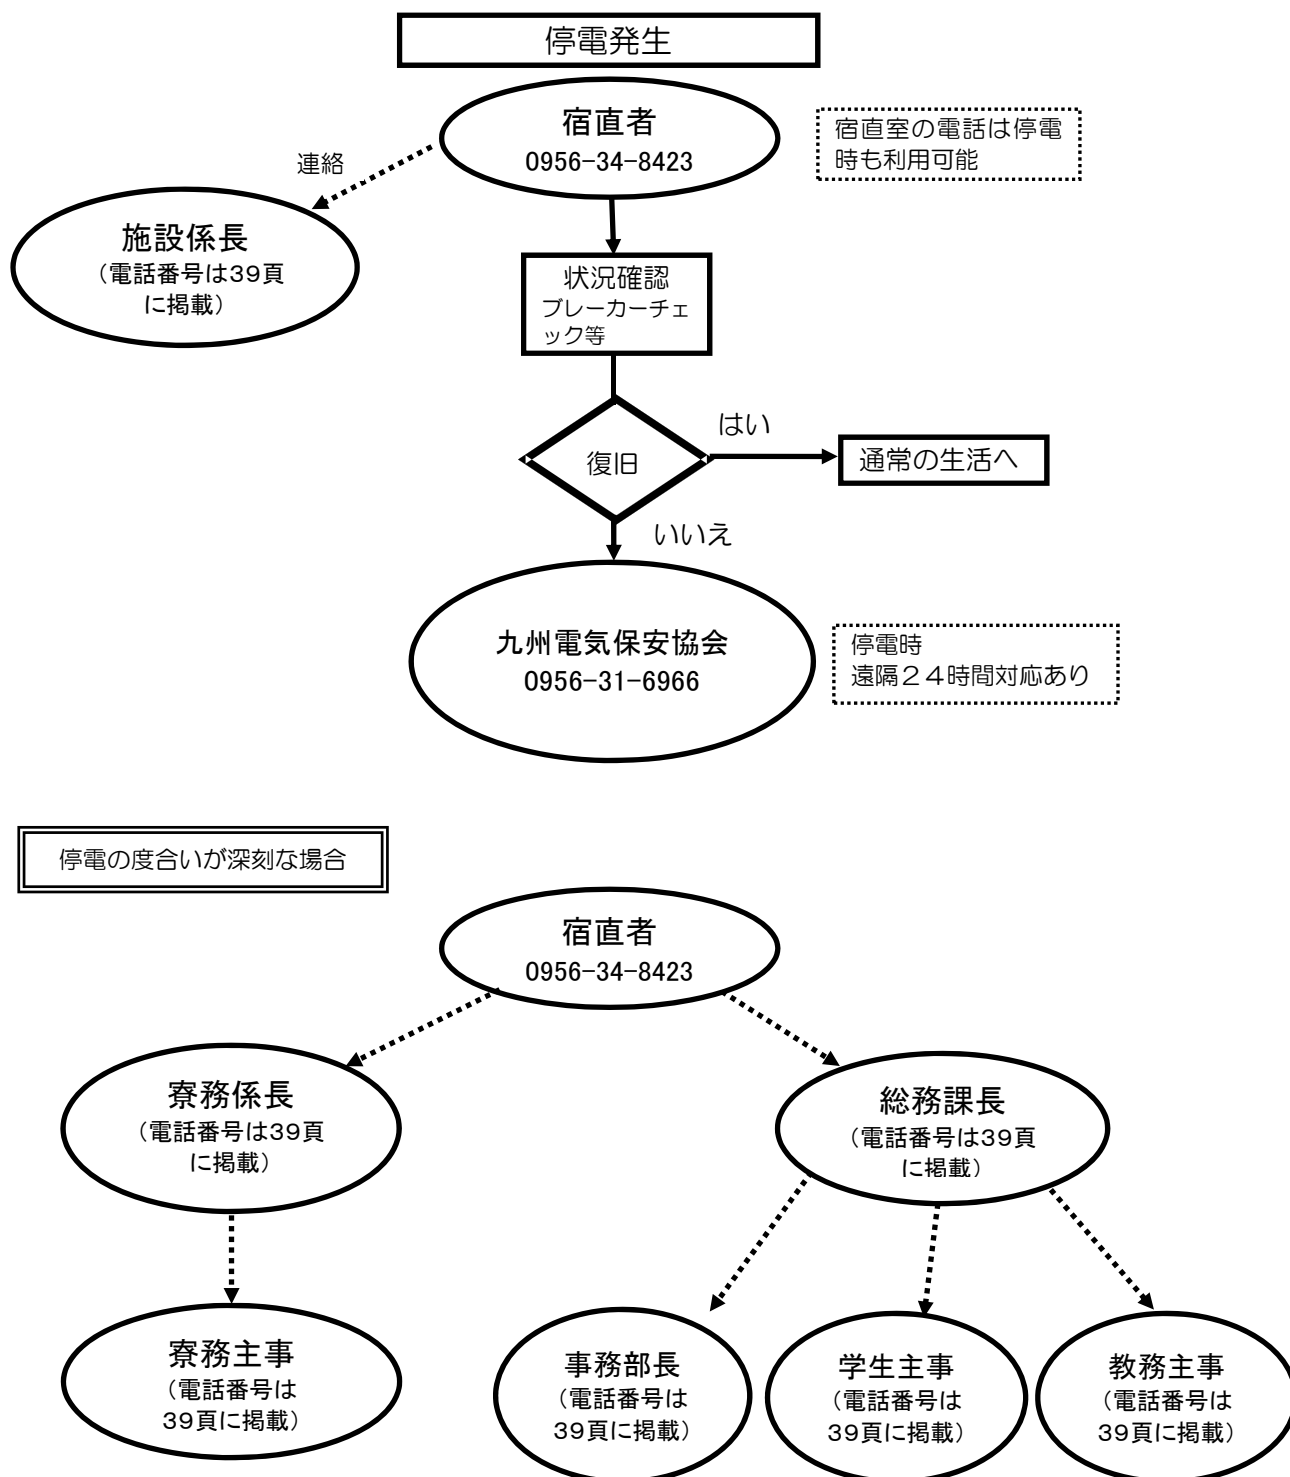 停電発生
宿直者
0956-34-8423
宿直室の電話は停電
時も利用可能
連絡
施設係長
（電話番号は39頁
に掲載）
状況確認
ブレーカーチェ
ック等
復旧
はい
通常の生活へ
いいえ
九州電気保安協会
0956-31-6966
停電時
遠隔２４時間対応あり
停電の度合いが深刻な場合
宿直者
0956-34-8423
寮務係長
（電話番号は39頁
に掲載）
総務課長
（電話番号は39頁
に掲載）
寮務主事
（電話番号は
39頁に掲載）
事務部長
（電話番号は
39頁に掲載）
学生主事
（電話番号は
39頁に掲載）
教務主事
（電話番号は
39頁に掲載）